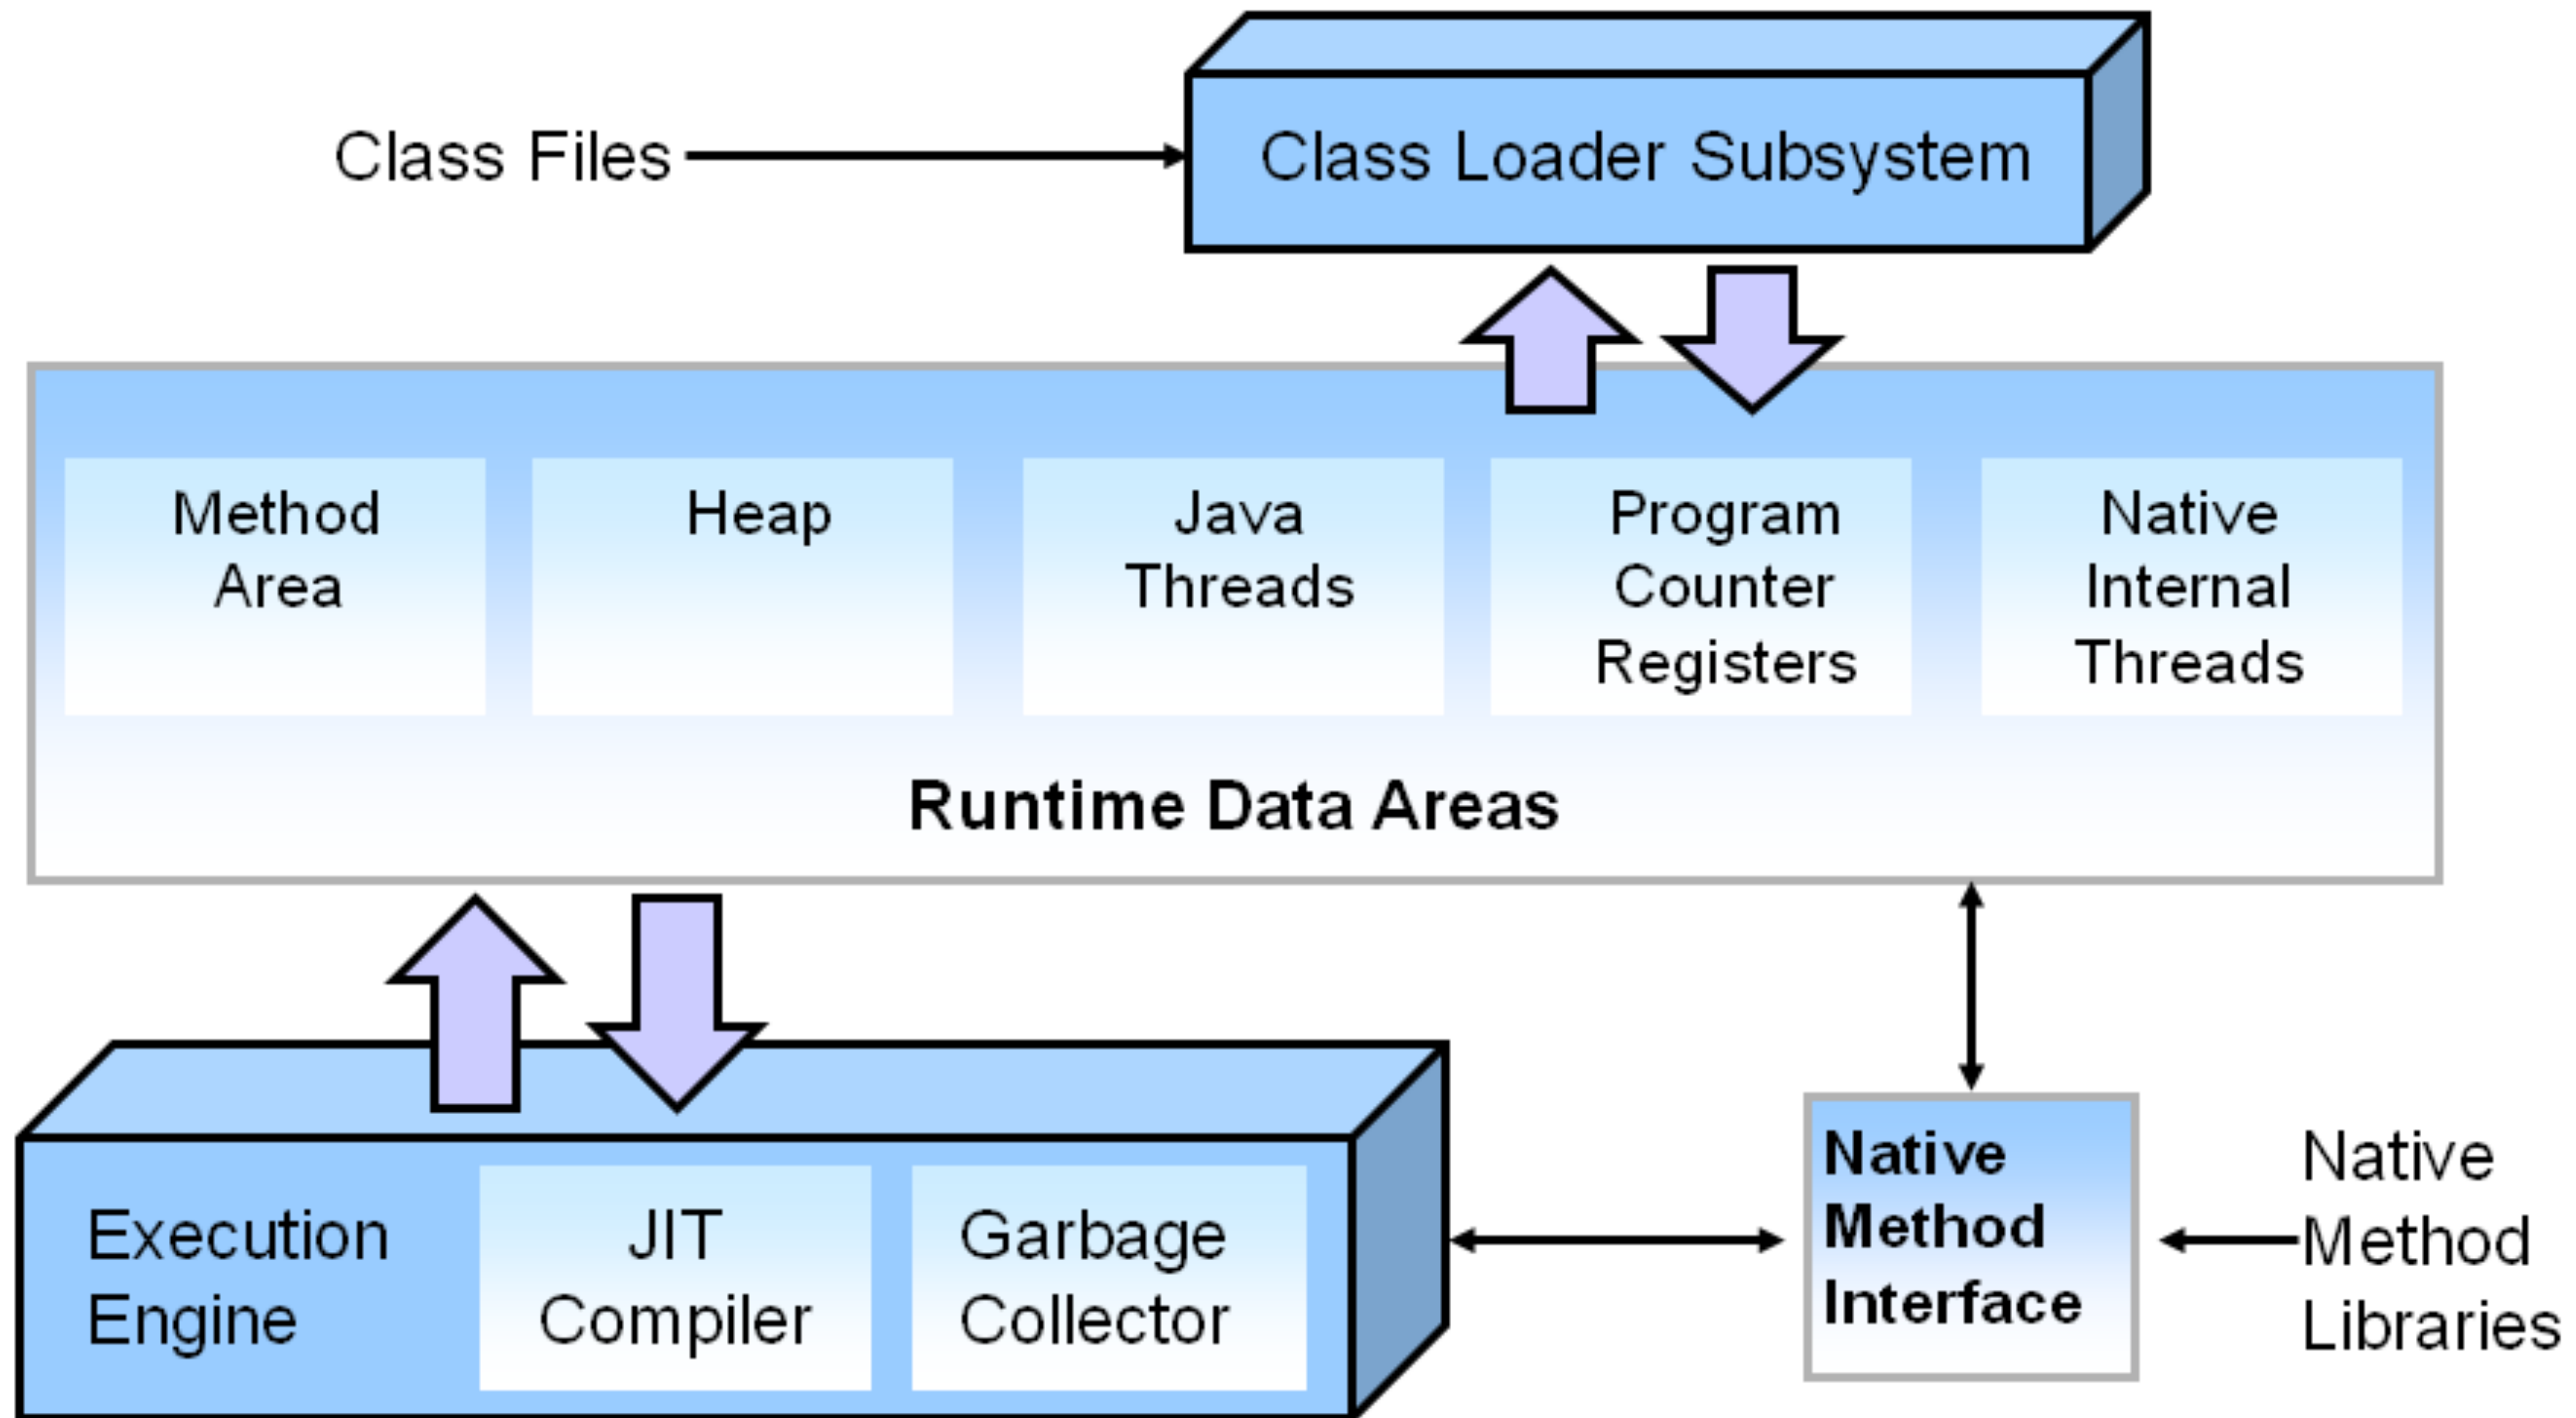 Class Files
Class Loader Subsystem
Method
Area
Heap
Java
Threads
Program
Counter
Registers
Native
Internal
Threads
Runtime Data Areas
Execution
Engine
JIT
Compiler
Garbage
Collector
Native
Method
Interface
Native
Method
Libraries